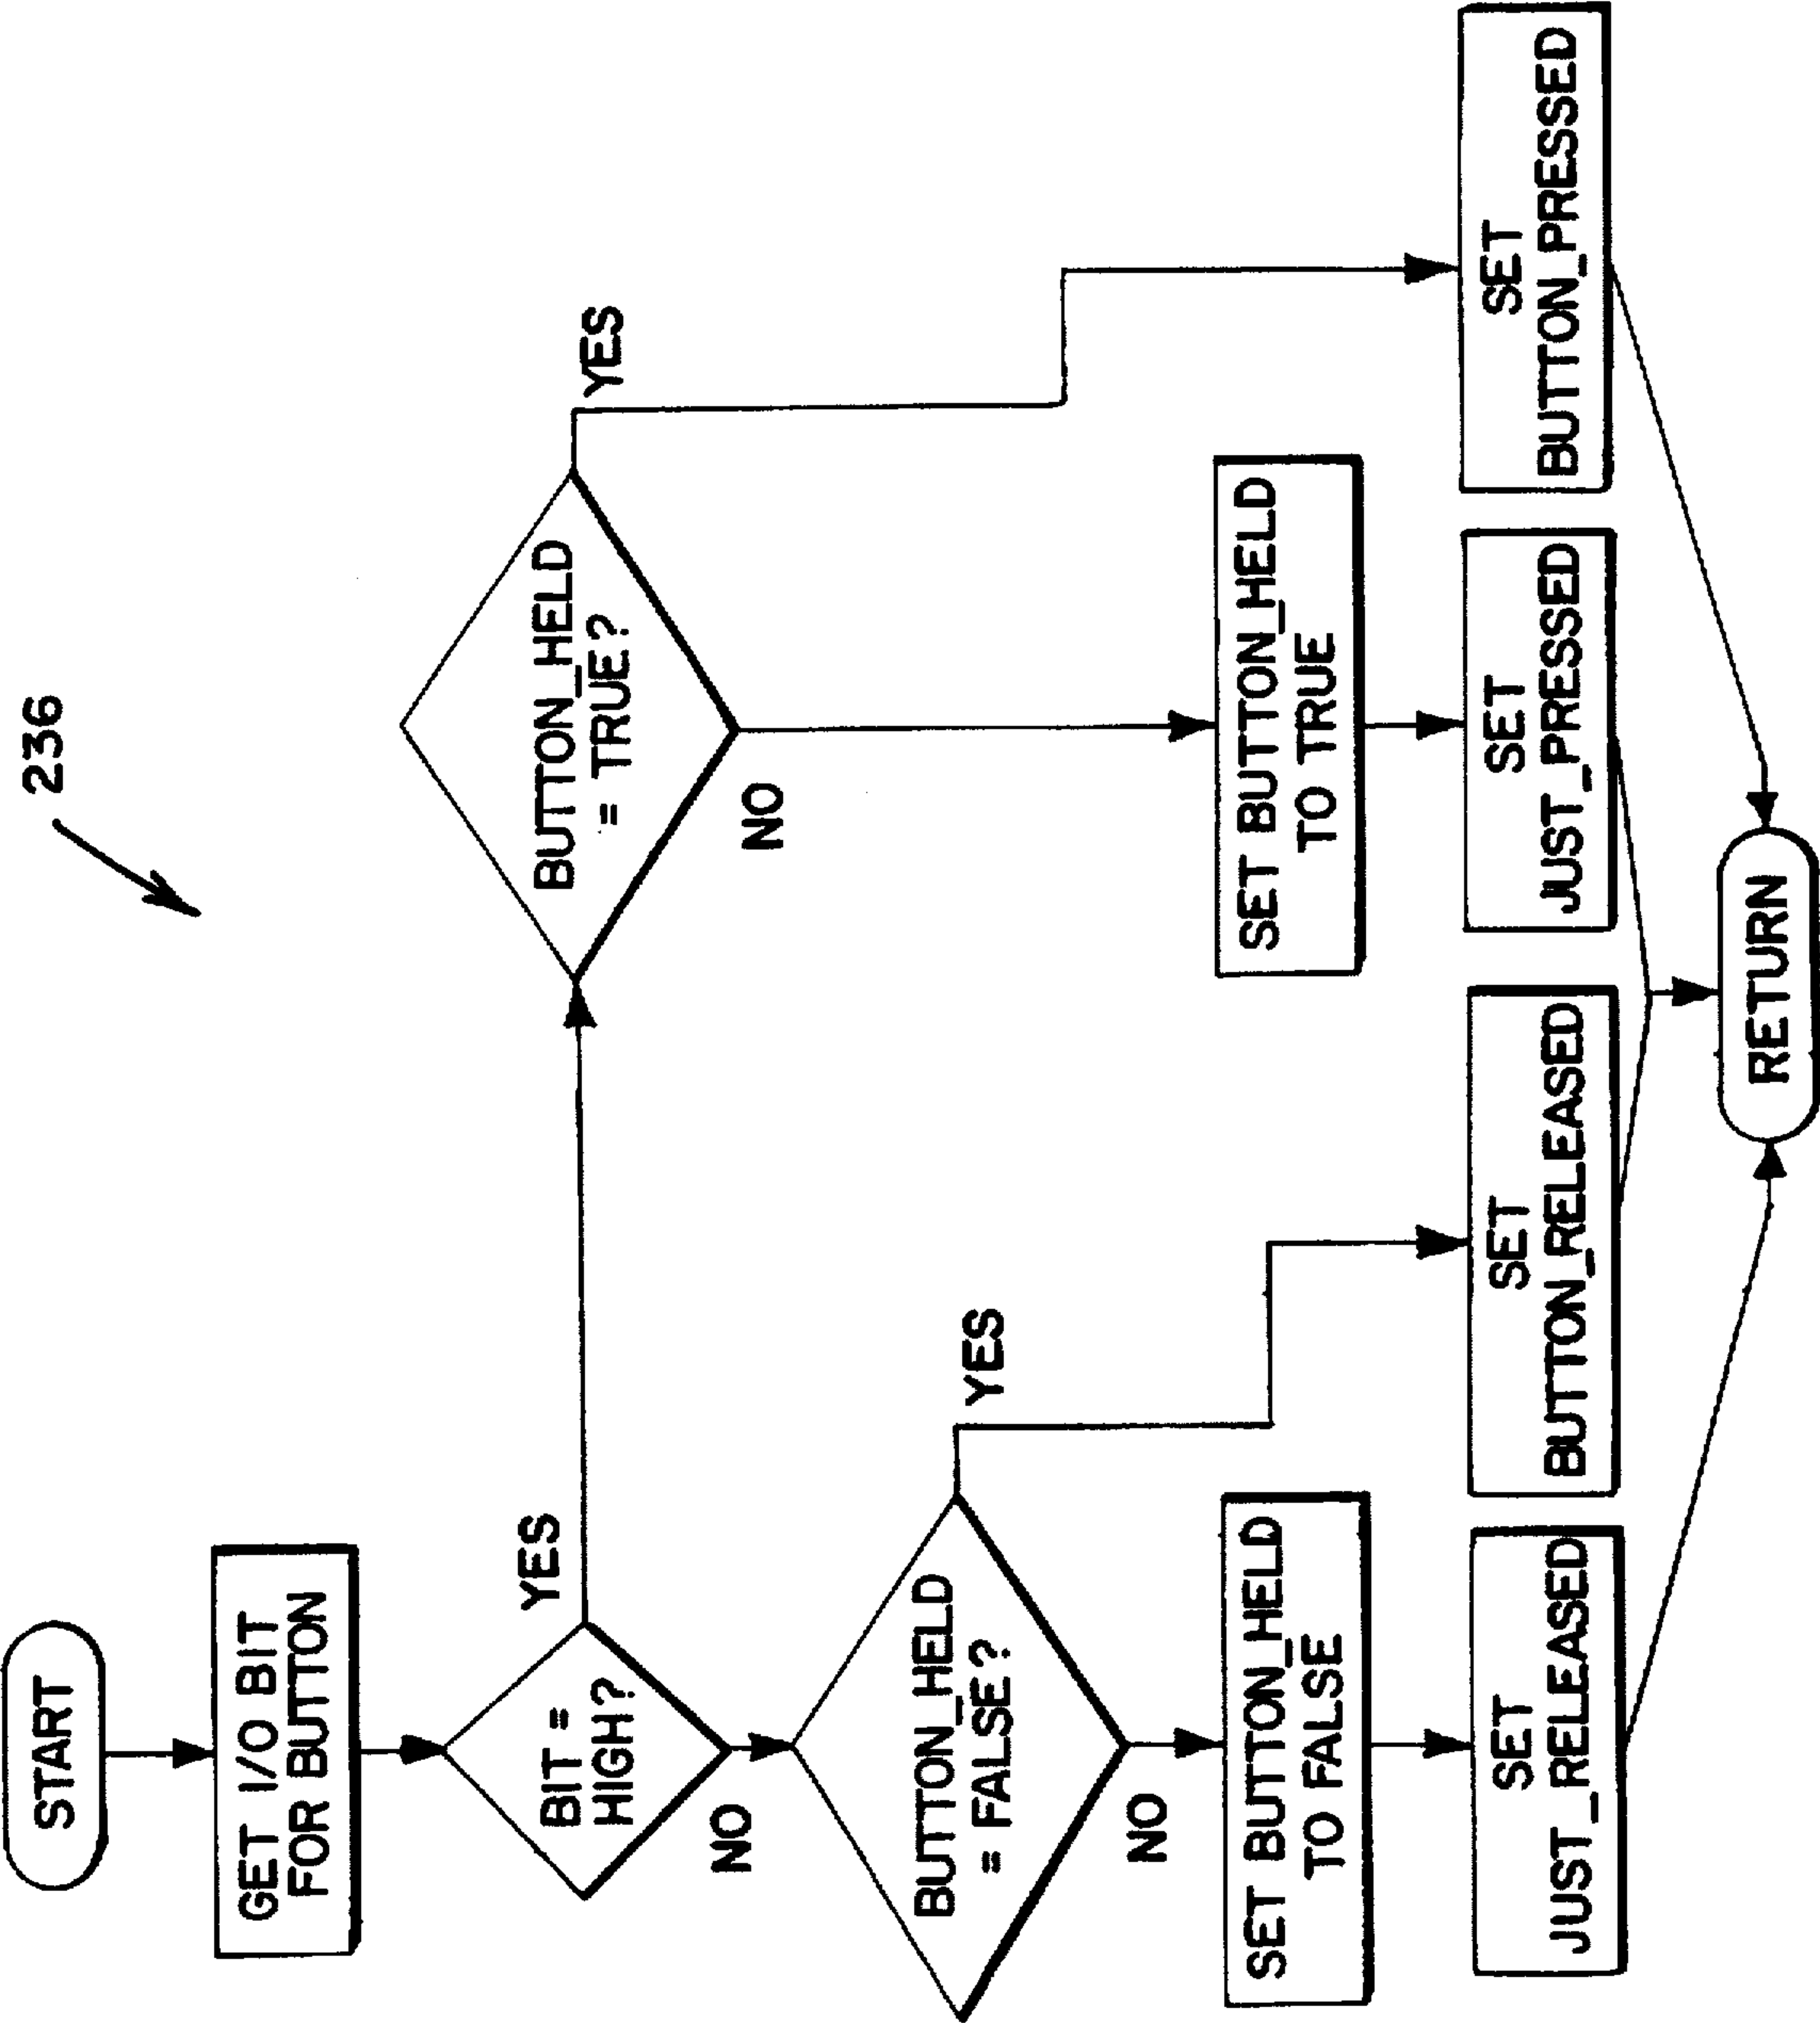 236
START
GET I/O BIT
FOR BUTTON
BIT =
HIGH?
YES
NO
BUTTON_HELD
= TRUE?
YES
NO
BUTTON_HELD
= FALSE?
YES
NO
SET BUTTON_HELD
TO FALSE
SET BUTTON_HELD
TO TRUE
SET
JUST_RELEASED
SET
BUTTON_RELEASED
SET
JUST_PRESSED
SET
BUTTON_PRESSED
RETURN